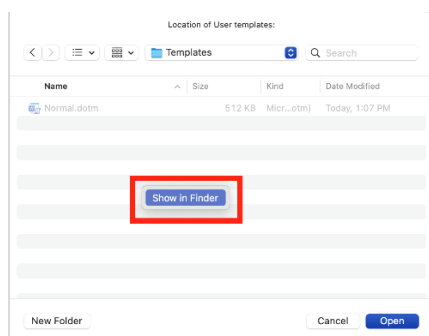 Location of User templates:
Templates
Search
Name Size Kind Date Modified
Normal.dotm 512 KB Micr...otm) Today, 1:07 PM
Show in Finder
New Folder Cancel Open